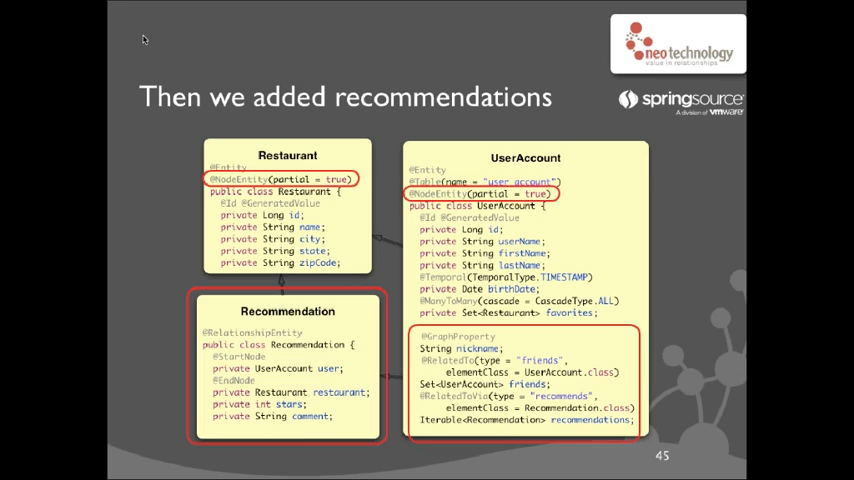 neotechnology
value in relationships
Then we added recommendations
springsource
A division of vmware
Restaurant
@Entity
@NodeEntity(partial = true)
public class Restaurant {
@Id @GeneratedValue
private Long id;
private String name;
private String city;
private String state;
private String zipCode;
UserAccount
@Entity
@Table(name = "user_account")
@NodeEntity(partial = true)
public class UserAccount {
@Id @GeneratedValue
private Long id;
private String userName;
private String firstName;
private String lastName;
@Temporal(TemporalType.TIMESTAMP)
private Date birthDate;
@ManyToMany(cascade = CascadeType.ALL)
private Set<Restaurant> favorites;
@GraphProperty
String nickname;
@RelatedTo(type = "friends",
elementClass = UserAccount.class)
Set<UserAccount> friends;
@RelatedToVia(type = "recommends",
elementClass = Recommendation.class)
Iterable<Recommendation> recommendations;
Recommendation
@RelationshipEntity
public class Recommendation {
@StartNode
private UserAccount user;
@EndNode
private Restaurant restaurant;
private int stars;
private String comment;
45